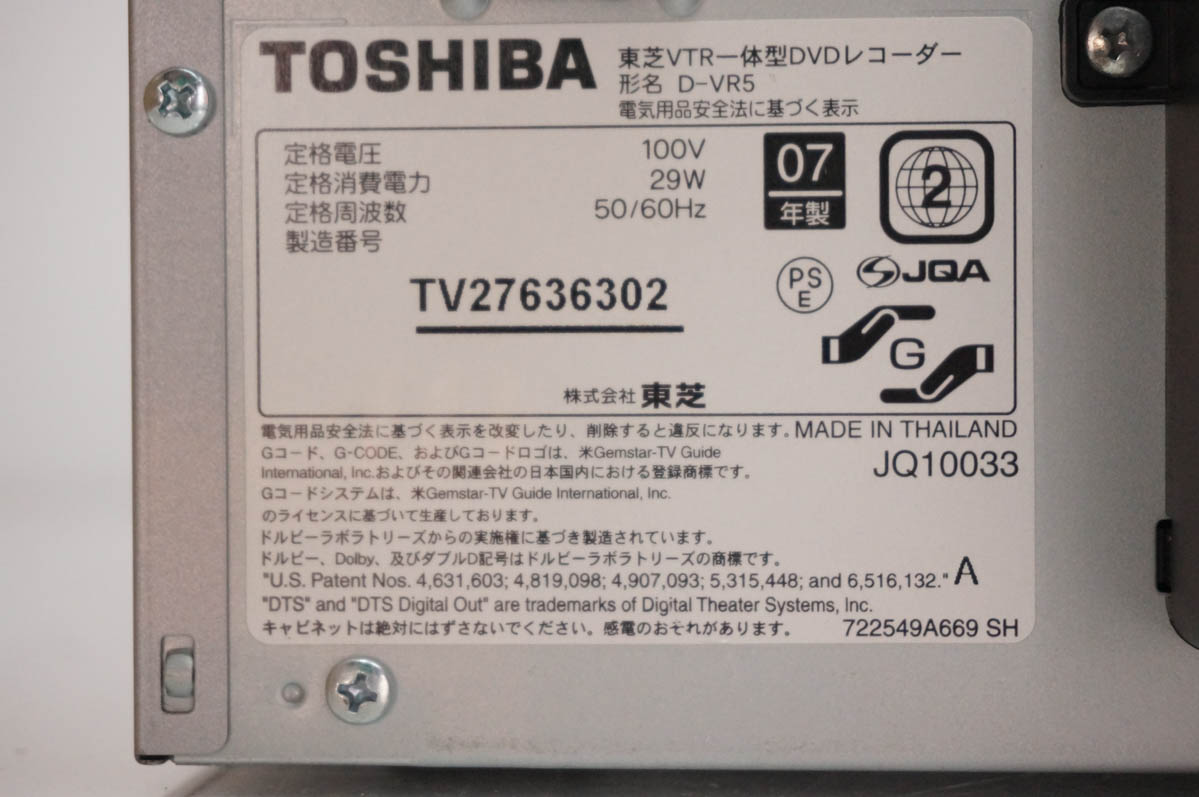 TOSHIBA
東芝VTR一体型DVDレコーダー
形名 D-VR5
電気用品安全法に基づく表示
定格電圧 100V
定格消費電力 29W
定格周波数 50/60Hz
製造番号
TV27636302
株式会社 東芝
07
年製
2
PS
E
JQA
G
電気用品安全法に基づく表示を改変したり、削除すると違反になります。 MADE IN THAILAND
Gコード、G-CODE、およびGコードロゴは、米Gemstar-TV Guide
International, Inc.およびその関連会社の日本国内における登録商標です。
JQ10033
Gコードシステムは、米Gemstar-TV Guide International, Inc.
のライセンスに基づいて生産しております。
ドルビーラボラトリーズからの実施権に基づき製造されています。
ドルビー、Dolby、及びダブルD記号はドルビーラボラトリーズの商標です。
"U.S. Patent Nos. 4,631,603; 4,819,098; 4,907,093; 5,315,448; and 6,516,132." A
"DTS" and "DTS Digital Out" are trademarks of Digital Theater Systems, Inc.
キャビネットは絶対にはずさないでください。感電のおそれがあります。 722549A669 SH